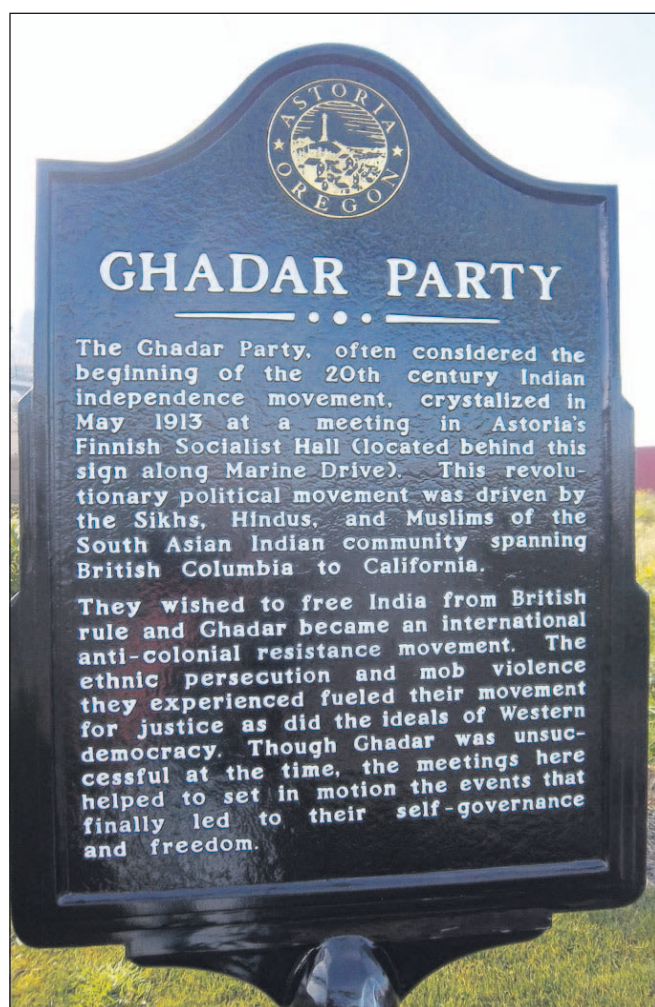 ASTORIA
OREGON
GHADAR PARTY
The Ghadar Party, often considered the
beginning of the 20th century Indian
independence movement, crystalized in
May 1913 at a meeting in Astoria's
Finnish Socialist Hall (located behind this
sign along Marine Drive). This revolu-
tionary political movement was driven by
the Sikhs, Hindus, and Muslims of the
South Asian Indian community spanning
British Columbia to California.
They wished to free India from British
rule and Ghadar became an international
anti-colonial resistance movement. The
ethnic persecution and mob violence
they experienced fueled their movement
for justice as did the ideals of Western
democracy. Though Ghadar was unsuc-
cessful at the time, the meetings here
helped to set in motion the events that
finally led to their self-governance
and freedom.